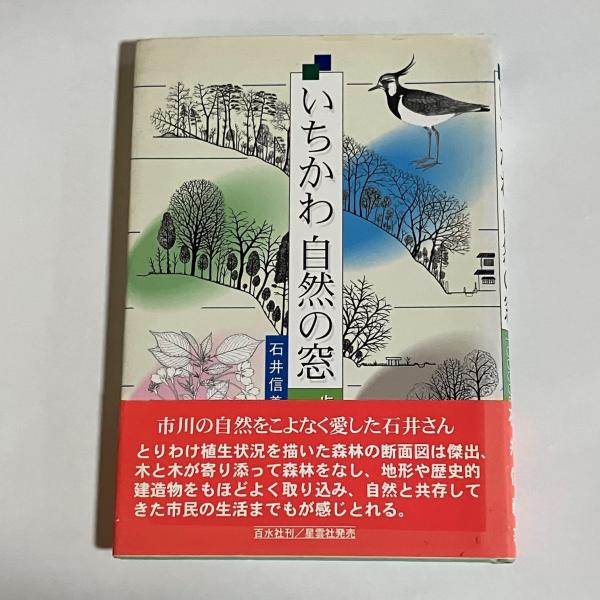 いちかわ 自然の窓
石井信義
市川の自然をこよなく愛した石井さん
とりわけ植生状況を描いた森林の断面図は傑出、
木と木が寄り添って森林をなし、地形や歴史的
建造物をもほどよく取り込み、自然と共存して
きた市民の生活までもが感じとれる。
百水社刊/星雲社発売